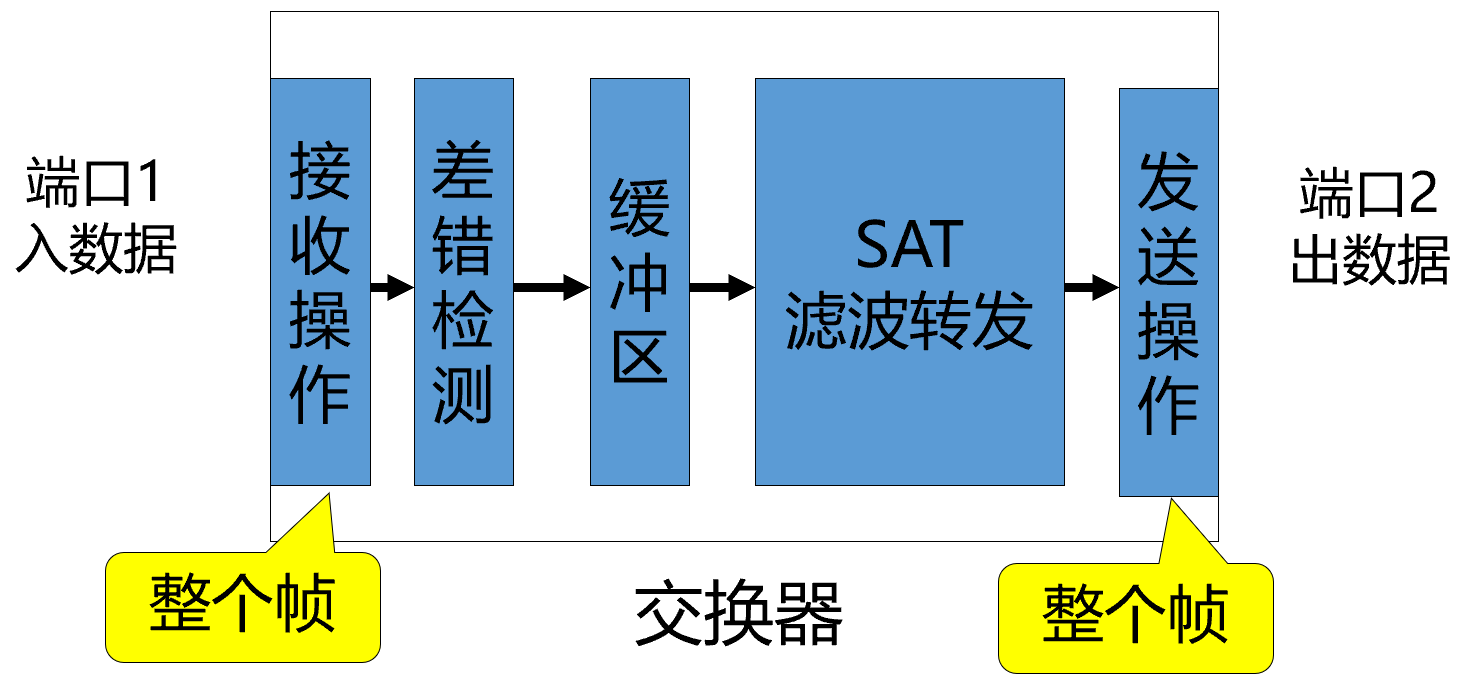 端口1
入数据
接收操作
差错检测
缓冲区
SAT
滤波转发
发送操作
端口2
出数据
整个帧
交换器
整个帧